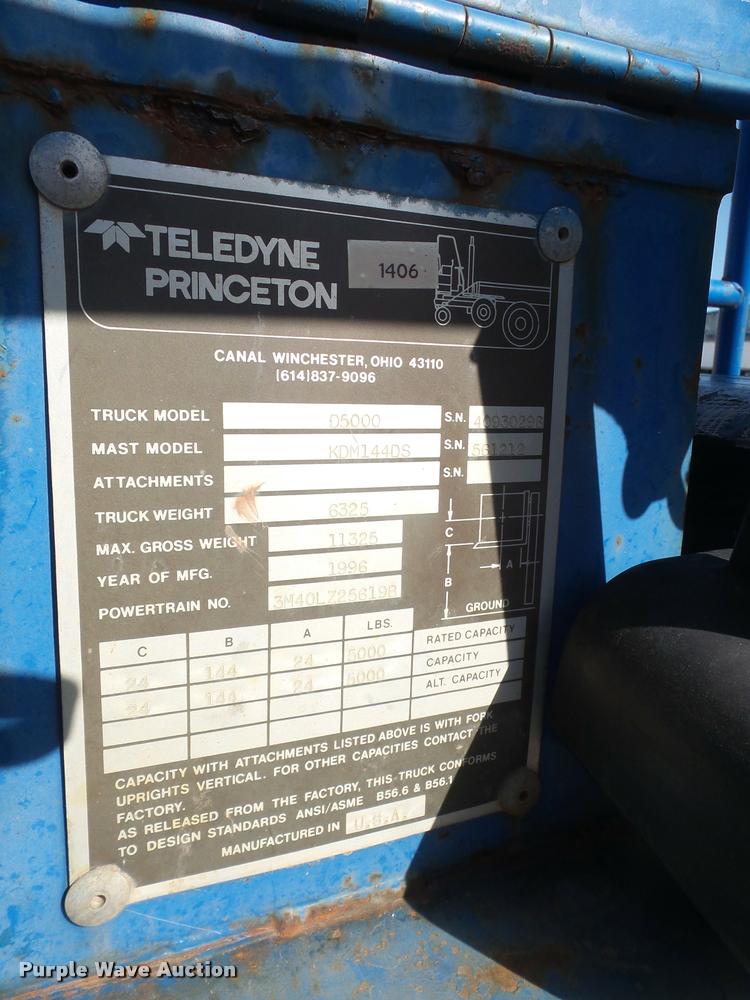 TELEDYNE
PRINCETON
1406
CANAL WINCHESTER, OHIO 43110
(614)837-9096
TRUCK MODEL D5000 S.N. 4093029B
MAST MODEL KDM144DS S.N. 561212
ATTACHMENTS S.N.
TRUCK WEIGHT 6325
MAX. GROSS WEIGHT 11325
YEAR OF MFG. 1996
POWERTRAIN NO. 3M40LZ25619B
C
A
B
GROUND
C B A LBS.
24 144 24 5000 RATED CAPACITY
24 144 24 5000 CAPACITY
ALT. CAPACITY
CAPACITY WITH ATTACHMENTS LISTED ABOVE IS WITH FORK
UPRIGHTS VERTICAL. FOR OTHER CAPACITIES CONTACT THE
FACTORY.
AS RELEASED FROM THE FACTORY, THIS TRUCK CONFORMS
TO DESIGN STANDARDS ANSI/ASME B56.6 & B56.1
MANUFACTURED IN U.S.A.
Purple Wave Auction